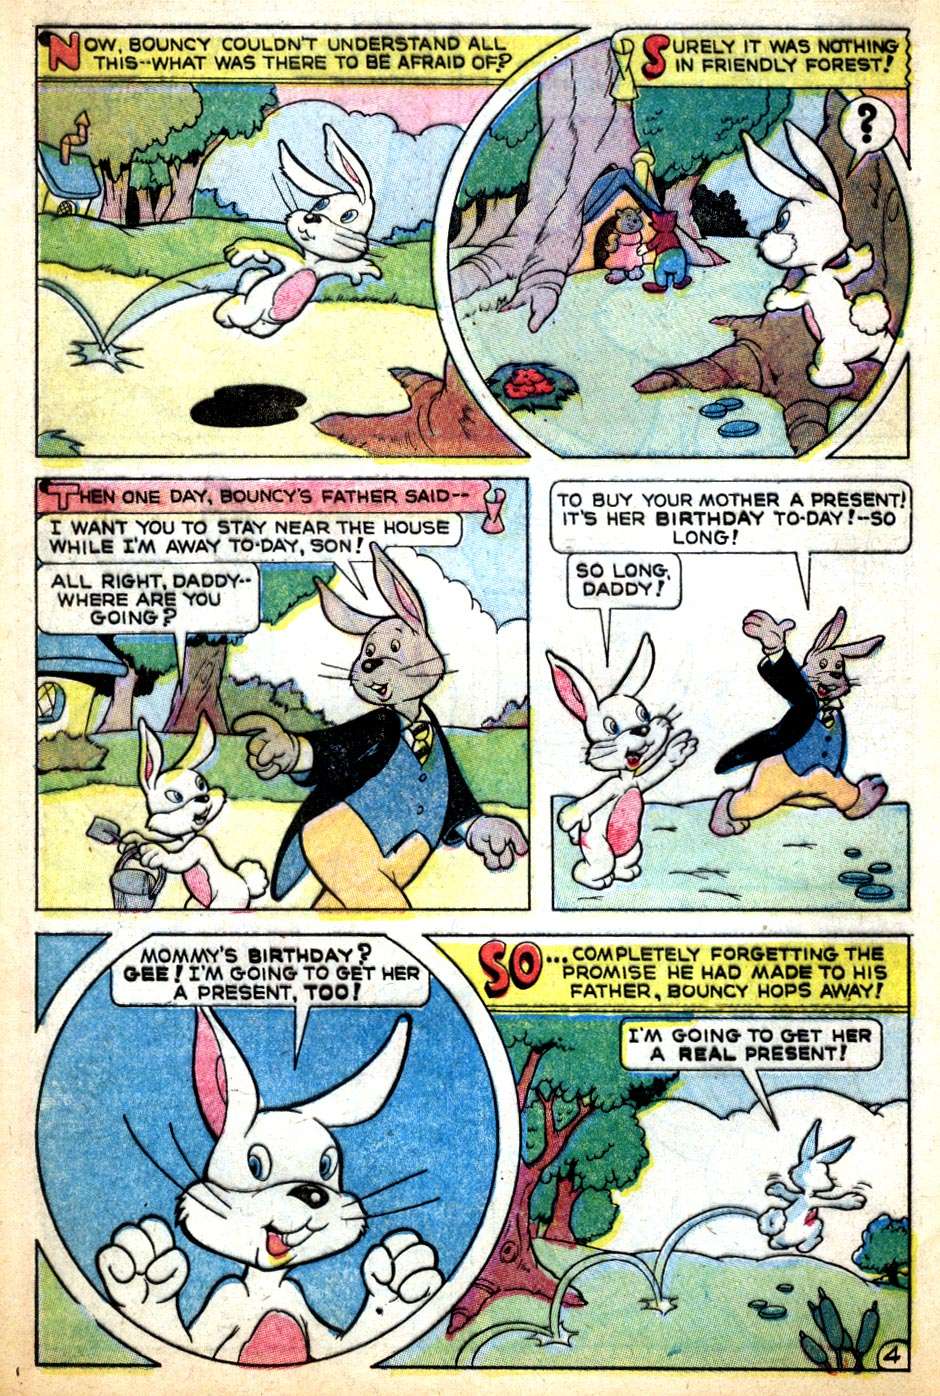 NOW, BOUNCY COULDN'T UNDERSTAND ALL
THIS--WHAT WAS THERE TO BE AFRAID OF?
SURELY IT WAS NOTHING
IN FRIENDLY FOREST!
?
THEN ONE DAY, BOUNCY'S FATHER SAID--
I WANT YOU TO STAY NEAR THE HOUSE
WHILE I'M AWAY TO-DAY, SON!
ALL RIGHT, DADDY--
WHERE ARE YOU
GOING?
TO BUY YOUR MOTHER A PRESENT!
IT'S HER BIRTHDAY TO-DAY!--SO
LONG!
SO LONG,
DADDY!
MOMMY'S BIRTHDAY?
GEE! I'M GOING TO GET HER
A PRESENT, TOO!
SO...COMPLETELY FORGETTING THE
PROMISE HE HAD MADE TO HIS
FATHER, BOUNCY HOPS AWAY!
I'M GOING TO GET HER
A REAL PRESENT!
4